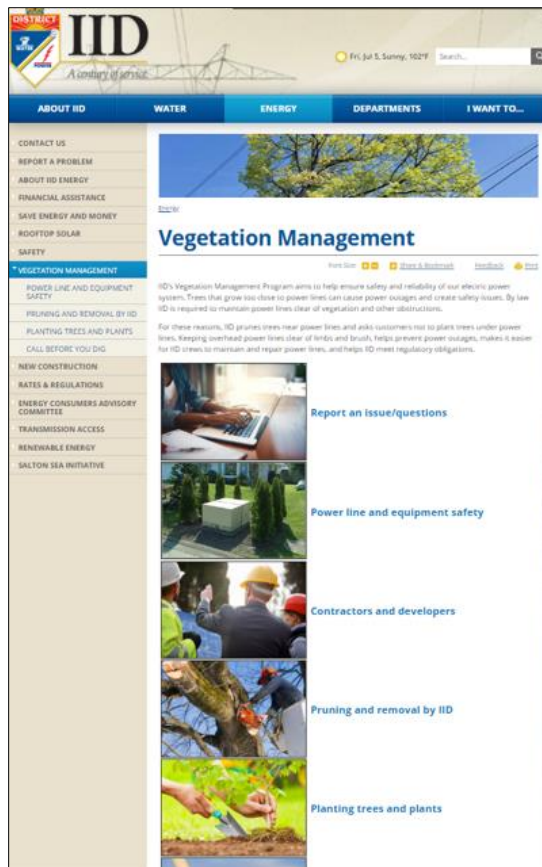 DISTRICT
WATER
POWER
IID
A century of service.
Fri, Jul 5, Sunny, 102°F
Search...
ABOUT IID
WATER
ENERGY
DEPARTMENTS
I WANT TO...
CONTACT US
REPORT A PROBLEM
ABOUT IID ENERGY
FINANCIAL ASSISTANCE
SAVE ENERGY AND MONEY
ROOFTOP SOLAR
SAFETY
VEGETATION MANAGEMENT
POWER LINE AND EQUIPMENT
SAFETY
PRUNING AND REMOVAL BY IID
PLANTING TREES AND PLANTS
CALL BEFORE YOU DIG
NEW CONSTRUCTION
RATES & REGULATIONS
ENERGY CONSUMERS ADVISORY
COMMITTEE
TRANSMISSION ACCESS
RENEWABLE ENERGY
SALTON SEA INITIATIVE
Energy
Vegetation Management
Font Size:
Share & Bookmark
Feedback
Print
IID's Vegetation Management Program aims to help ensure safety and reliability of our electric power
system. Trees that grow too close to power lines can cause power outages and create safety issues. By law
IID is required to maintain power lines clear of vegetation and other obstructions.
For these reasons, IID prunes trees near power lines and asks customers not to plant trees under power
lines. Keeping overhead power lines clear of limbs and brush, helps prevent power outages, makes it easier
for IID crews to maintain and repair power lines, and helps IID meet regulatory obligations.
Report an issue/questions
Power line and equipment safety
Contractors and developers
Pruning and removal by IID
Planting trees and plants